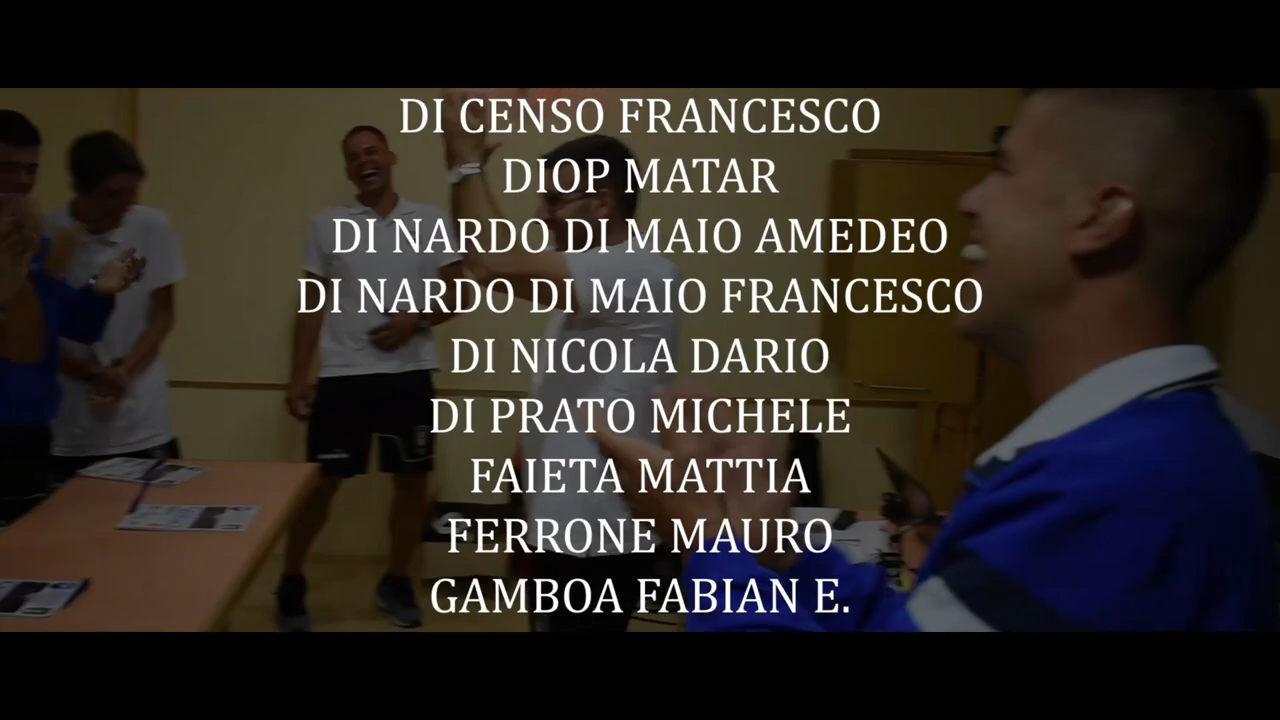 DI CENSO FRANCESCO
DIOP MATAR
DI NARDO DI MAIO AMEDEO
DI NARDO DI MAIO FRANCESCO
DI NICOLA DARIO
DI PRATO MICHELE
FAIETA MATTIA
FERRONE MAURO
GAMBOA FABIAN E.